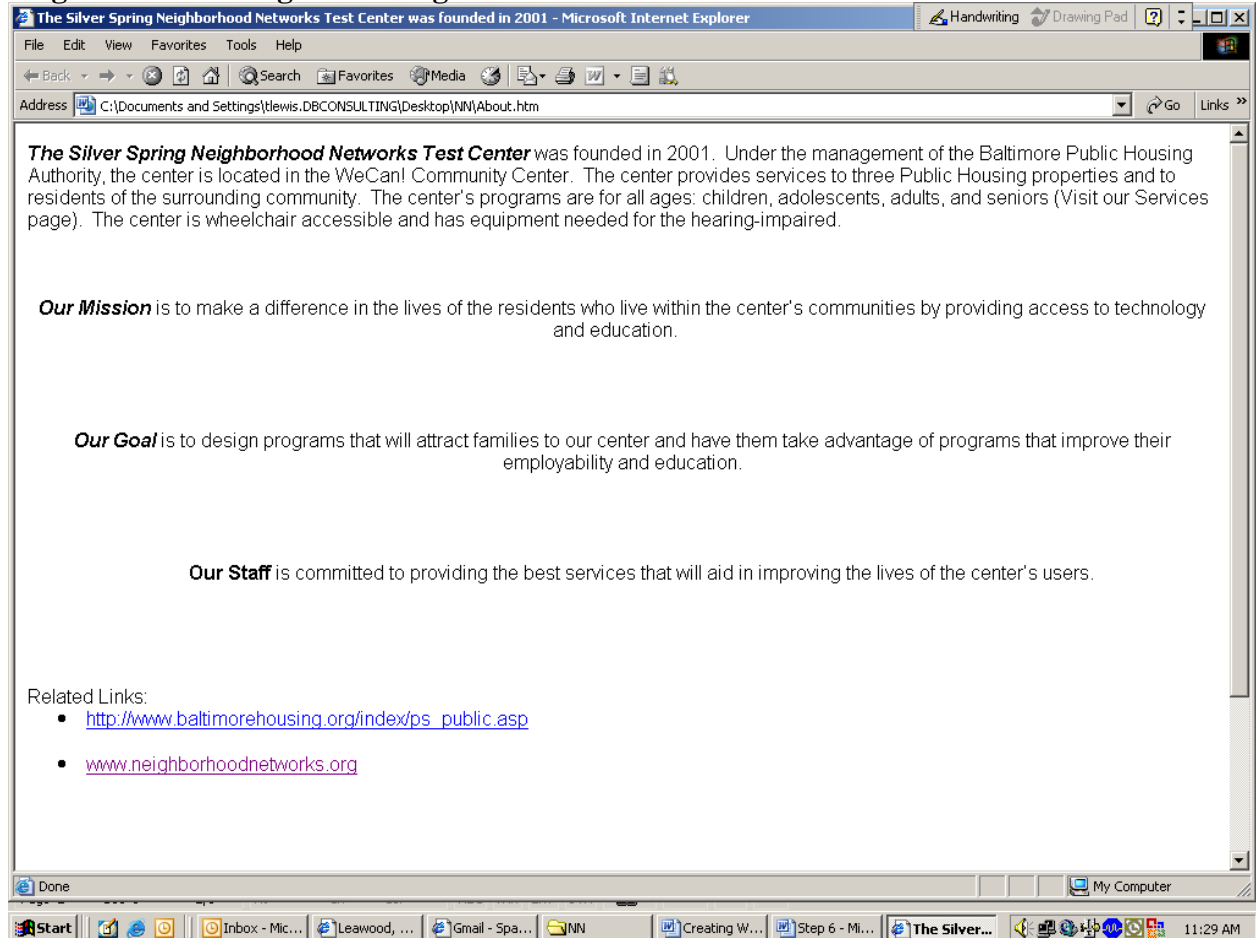 The Silver Spring Neighborhood Networks Test Center was founded in 2001 - Microsoft Internet Explorer
Handwriting Drawing Pad
File Edit View Favorites Tools Help
Back Search Favorites Media
Address C:\Documents and Settings\tlewis.DBCONSULTING\Desktop\NN\About.htm Go Links »
The Silver Spring Neighborhood Networks Test Center was founded in 2001. Under the management of the Baltimore Public Housing
Authority, the center is located in the WeCan! Community Center. The center provides services to three Public Housing properties and to
residents of the surrounding community. The center's programs are for all ages: children, adolescents, adults, and seniors (Visit our Services
page). The center is wheelchair accessible and has equipment needed for the hearing-impaired.
Our Mission is to make a difference in the lives of the residents who live within the center's communities by providing access to technology
and education.
Our Goal is to design programs that will attract families to our center and have them take advantage of programs that improve their
employability and education.
Our Staff is committed to providing the best services that will aid in improving the lives of the center's users.
Related Links:
• http://www.baltimorehousing.org/index/ps_public.asp
• www.neighborhoodnetworks.org
Done My Computer
Start Inbox - Mic... Leawood, ... Gmail - Spa... NN Creating W... Step 6 - Mi... The Silver... 11:29 AM